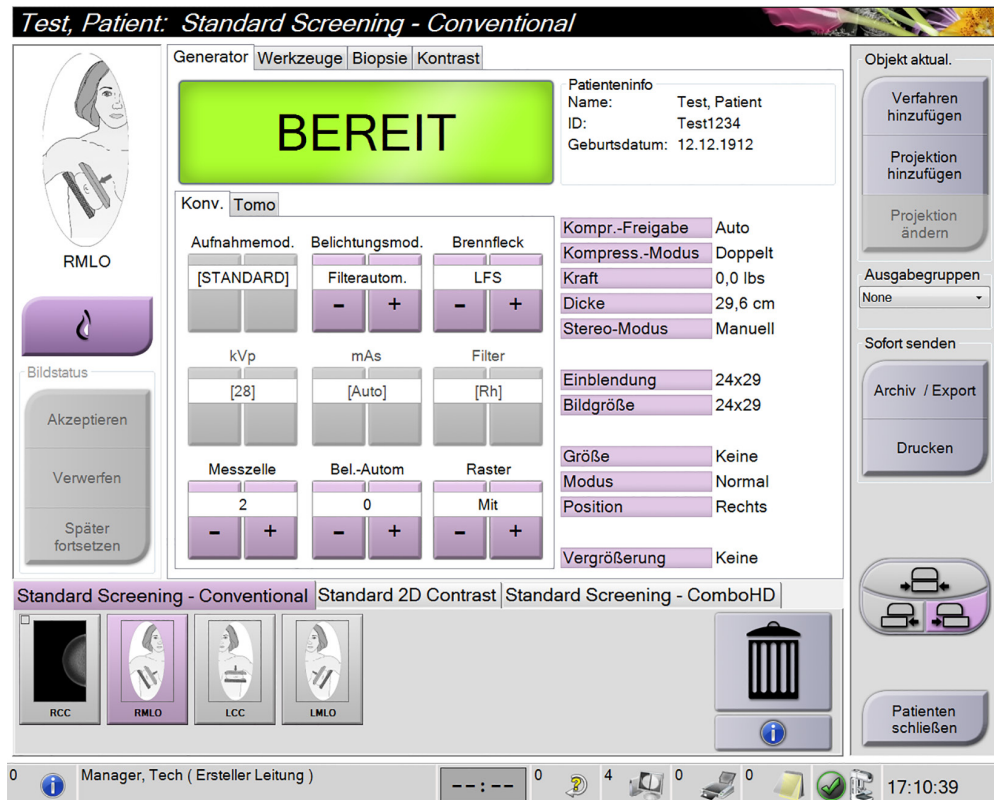 Test, Patient: Standard Screening - Conventional
RMLO
Bildstatus
Akzeptieren
Verwerfen
Später
fortsetzen
Generator Werkzeuge Biopsie Kontrast
BEREIT
Patienteninfo
Name: Test, Patient
ID: Test1234
Geburtsdatum: 12.12.1912
Konv. Tomo
Aufnahmemod. Belichtungsmod. Brennfleck
[STANDARD] Filterautom. LFS
- + - +
kVp mAs Filter
[28] [Auto] [Rh]
Messzelle Bel.-Autom Raster
2 0 Mit
- + - + - +
Kompr.-Freigabe Auto
Kompress.-Modus Doppelt
Kraft 0,0 lbs
Dicke 29,6 cm
Stereo-Modus Manuell
Einblendung 24x29
Bildgröße 24x29
Größe Keine
Modus Normal
Position Rechts
Vergrößerung Keine
Objekt aktual.
Verfahren
hinzufügen
Projektion
hinzufügen
Projektion
ändern
Ausgabegruppen
None
Sofort senden
Archiv / Export
Drucken
Patienten
schließen
Standard Screening - Conventional Standard 2D Contrast Standard Screening - ComboHD
RCC RMLO LCC LMLO
0 Manager, Tech ( Ersteller Leitung ) --:-- 0 4 0 0 17:10:39